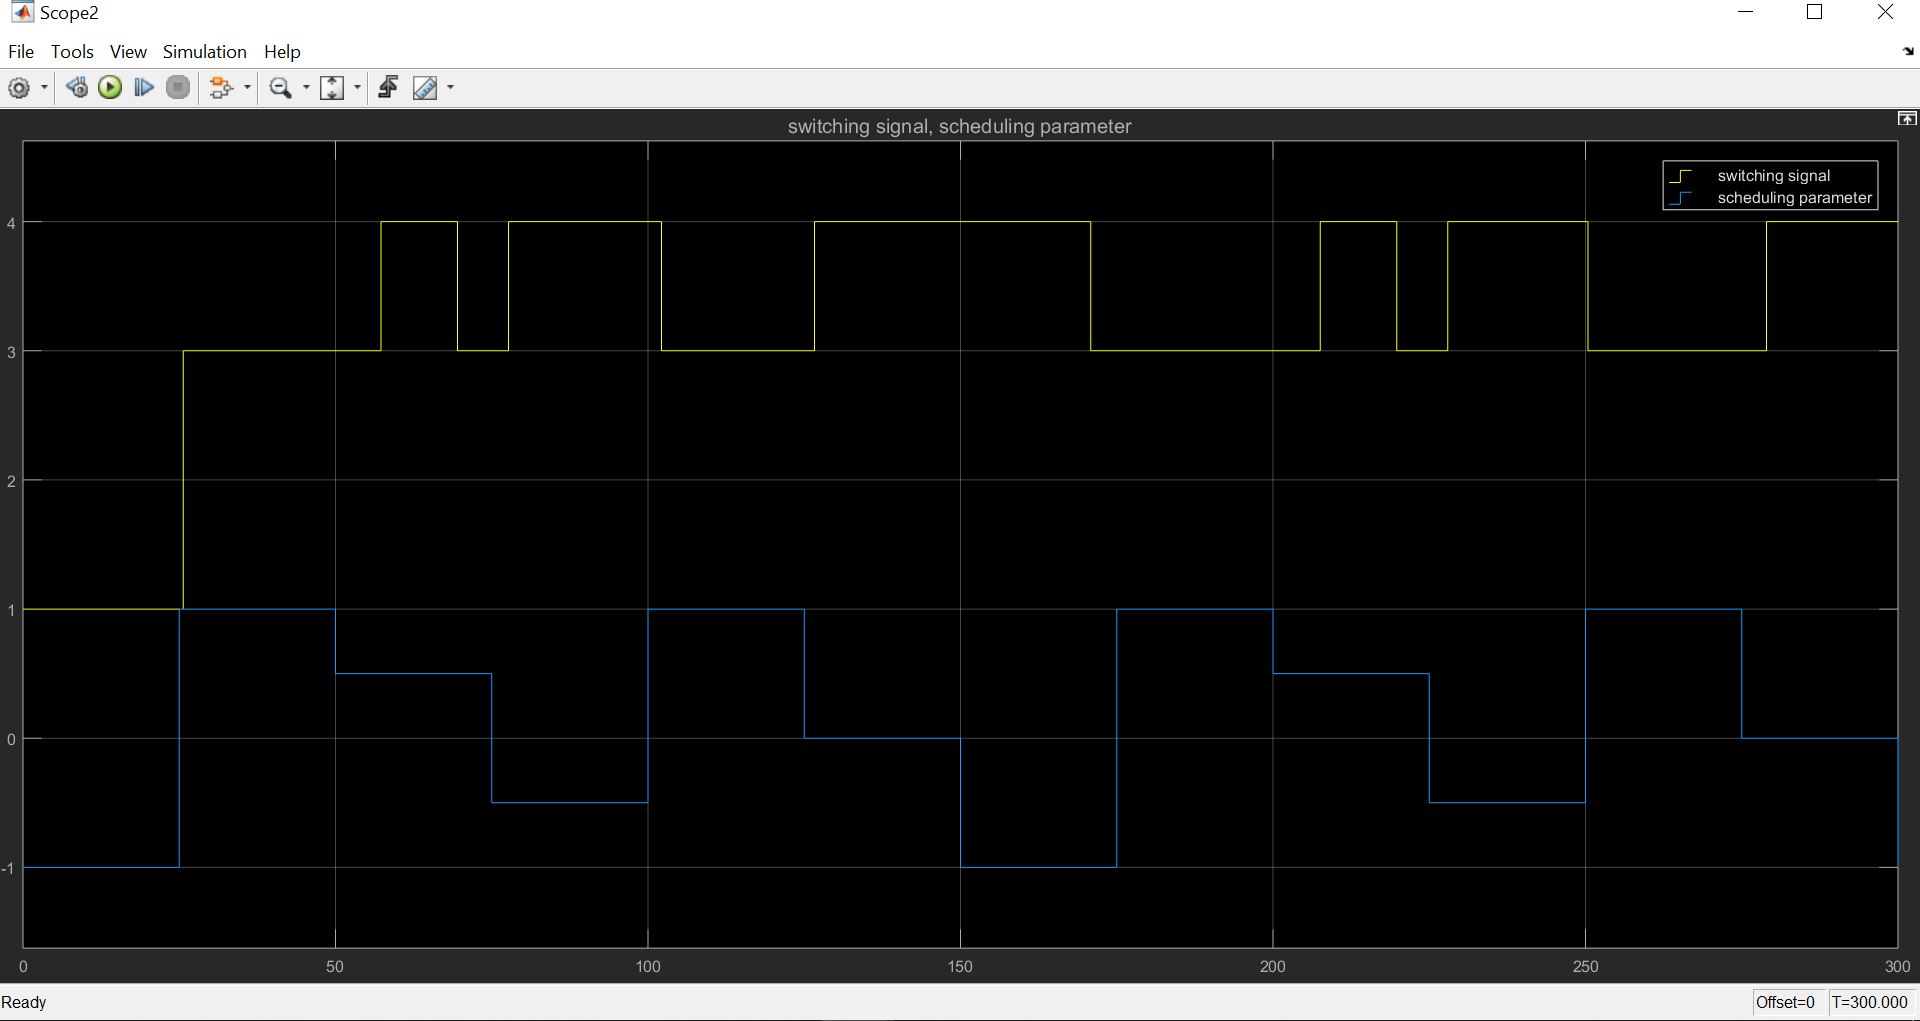 Scope2
File Tools View Simulation Help
switching signal, scheduling parameter
switching signal
scheduling parameter
4
3
2
1
0
-1
0 50 100 150 200 250 300
Ready Offset=0 T=300.000